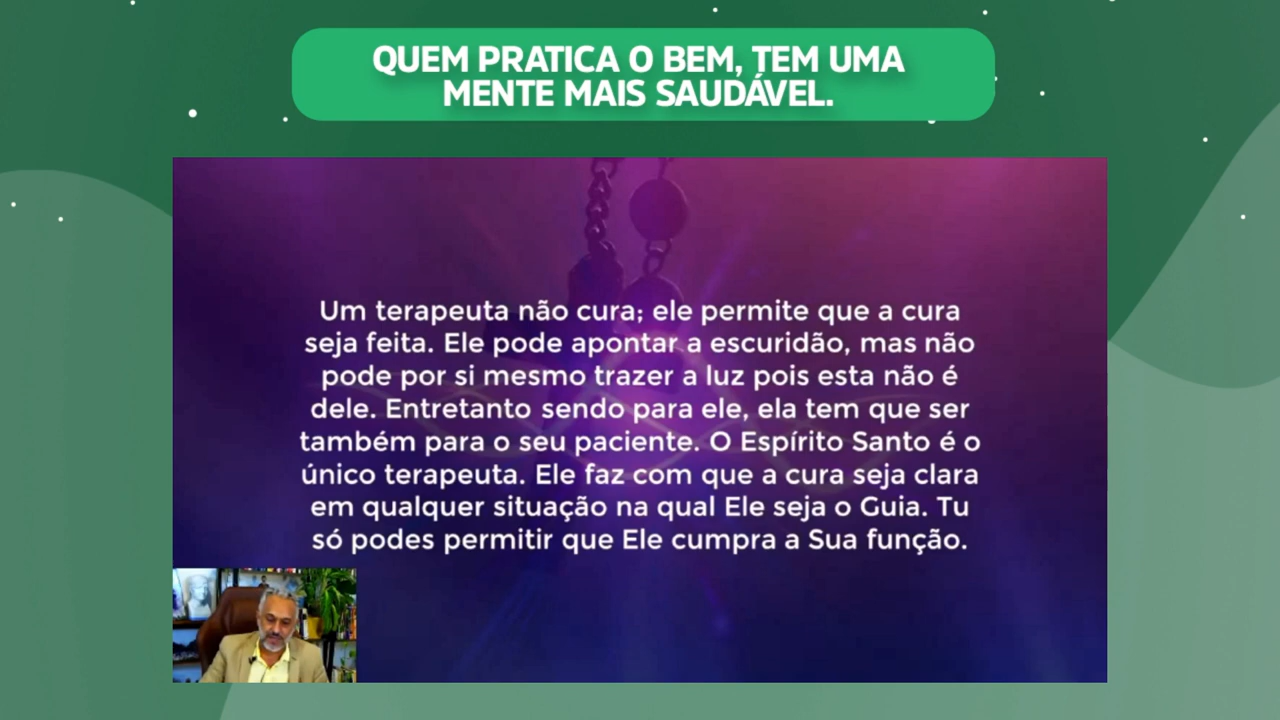 QUEM PRATICA O BEM, TEM UMA
MENTE MAIS SAUDÁVEL.
Um terapeuta não cura; ele permite que a cura
seja feita. Ele pode apontar a escuridão, mas não
pode por si mesmo trazer a luz pois esta não é
dele. Entretanto sendo para ele, ela tem que ser
também para o seu paciente. O Espírito Santo é o
único terapeuta. Ele faz com que a cura seja clara
em qualquer situação na qual Ele seja o Guia. Tu
só podes permitir que Ele cumpra a Sua função.